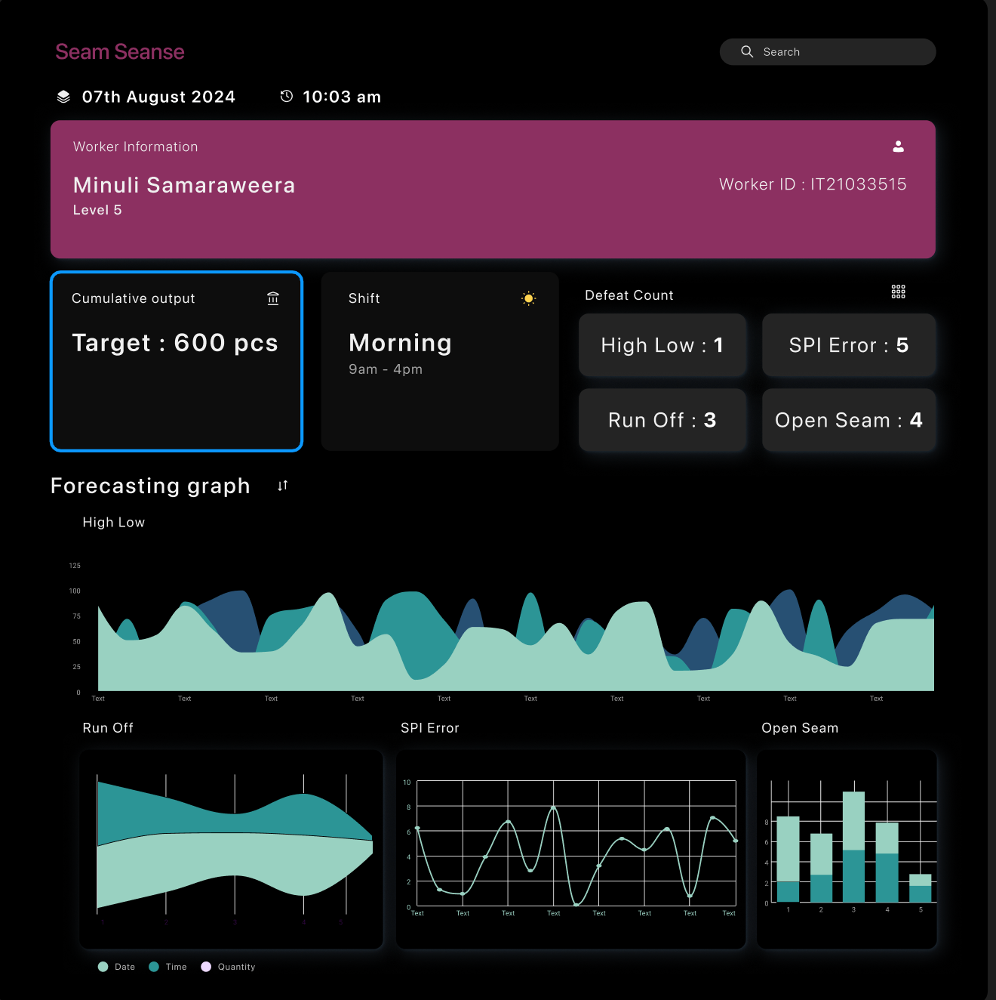 Seam Seanse
Search
07th August 2024
10:03 am
Worker Information
Minuli Samaraweera
Worker ID : IT21033515
Level 5
Cumulative output
Target : 600 pcs
Shift
Morning
9am - 4pm
Defeat Count
High Low : 1
SPI Error : 5
Run Off : 3
Open Seam : 4
Forecasting graph
High Low
125
100
75
50
25
0
Text Text Text Text Text Text Text Text Text Text
Run Off
1 2 3 4 5
SPI Error
10
8
6
4
2
0
Text Text Text Text Text Text Text Text
Open Seam
8
6
4
2
0
1 2 3 4 5
Date Time Quantity